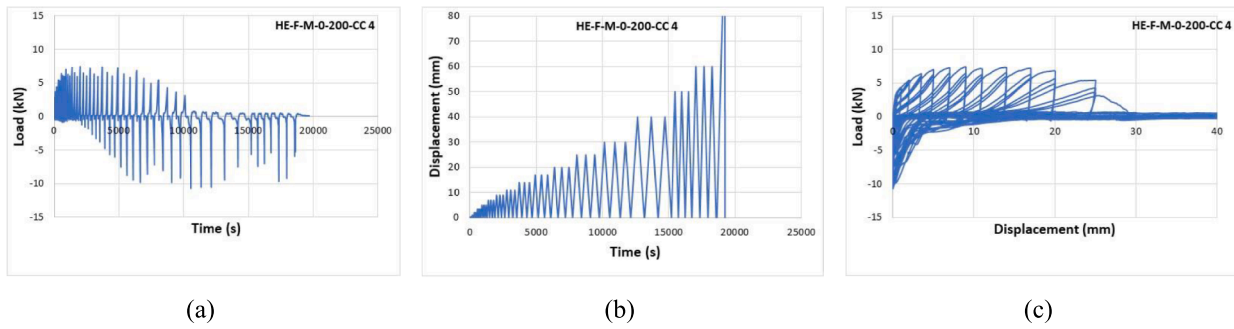 HE-F-M-0-200-CC 4
15
10
5
0
-5
-10
-15
0 5000 10000 15000 20000 25000
Load (kN)
Time (s)
(a)
HE-F-M-0-200-CC 4
80
70
60
50
40
30
20
10
0
0 5000 10000 15000 20000 25000
Displacement (mm)
Time (s)
(b)
HE-F-M-0-200-CC 4
15
10
5
0
-5
-10
-15
0 10 20 30 40
Load (kN)
Displacement (mm)
(c)